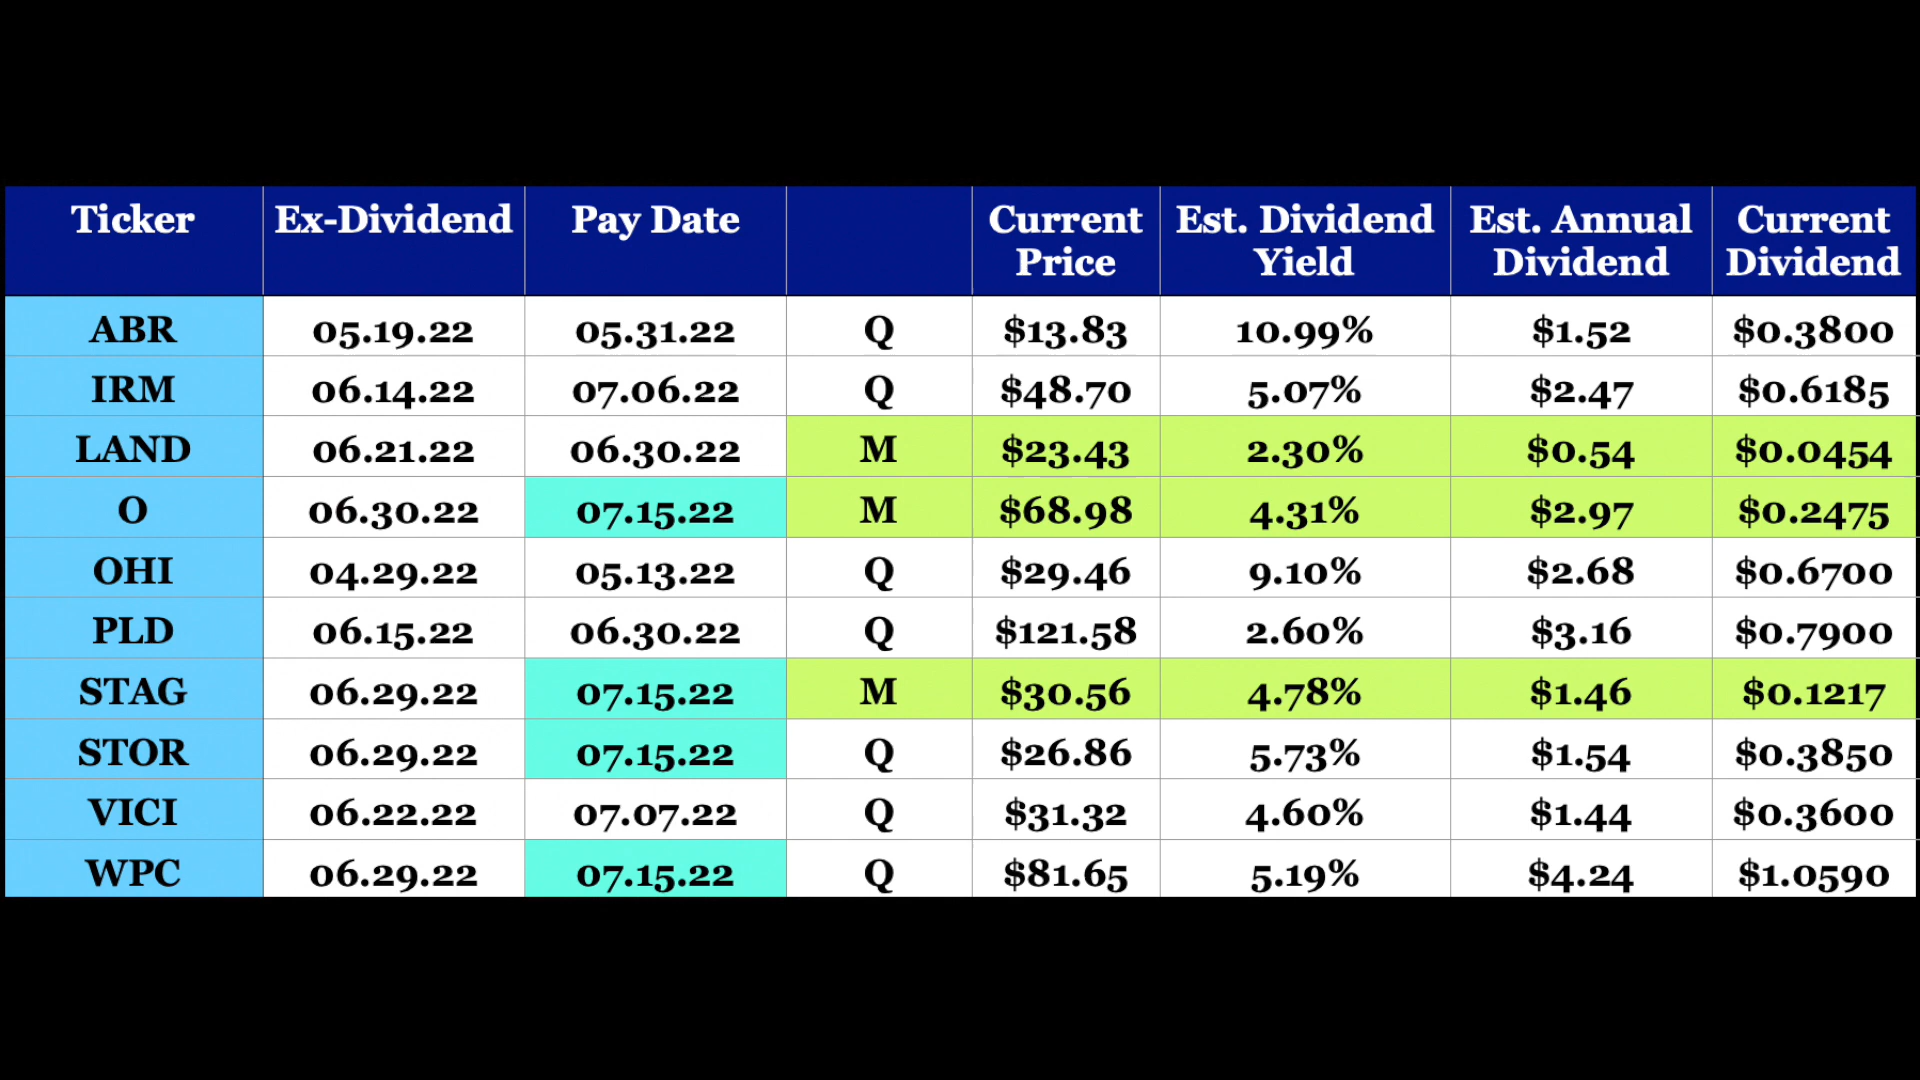 Ticker Ex-Dividend Pay Date Current Price Est. Dividend Yield Est. Annual Dividend Current Dividend
ABR 05.19.22 05.31.22 Q $13.83 10.99% $1.52 $0.3800
IRM 06.14.22 07.06.22 Q $48.70 5.07% $2.47 $0.6185
LAND 06.21.22 06.30.22 M $23.43 2.30% $0.54 $0.0454
O 06.30.22 07.15.22 M $68.98 4.31% $2.97 $0.2475
OHI 04.29.22 05.13.22 Q $29.46 9.10% $2.68 $0.6700
PLD 06.15.22 06.30.22 Q $121.58 2.60% $3.16 $0.7900
STAG 06.29.22 07.15.22 M $30.56 4.78% $1.46 $0.1217
STOR 06.29.22 07.15.22 Q $26.86 5.73% $1.54 $0.3850
VICI 06.22.22 07.07.22 Q $31.32 4.60% $1.44 $0.3600
WPC 06.29.22 07.15.22 Q $81.65 5.19% $4.24 $1.0590